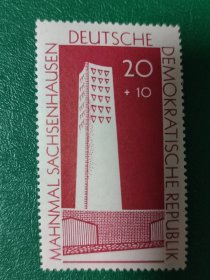 MAHNMAL SACHSENHAUSEN
DEUTSCHE
DEMOKRATISCHE REPUBLIK
20
+ 10